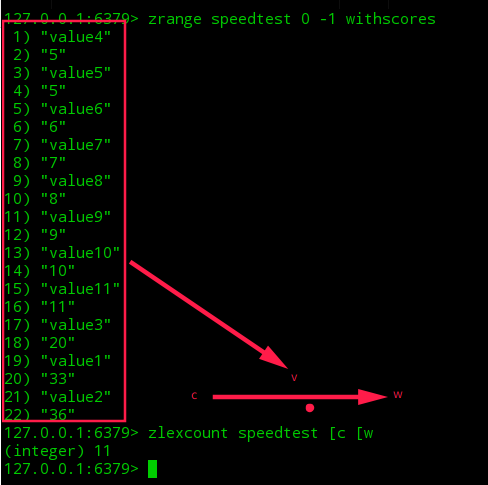 127.0.0.1:6379> zrange speedtest 0 -1 withscores
1) "value4"
2) "5"
3) "value5"
4) "5"
5) "value6"
6) "6"
7) "value7"
8) "7"
9) "value8"
10) "8"
11) "value9"
12) "9"
13) "value10"
14) "10"
15) "value11"
16) "11"
17) "value3"
18) "20"
19) "value1"
20) "33"
21) "value2"
22) "36"
v
c w
127.0.0.1:6379> zlexcount speedtest [c [w
(integer) 11
127.0.0.1:6379>